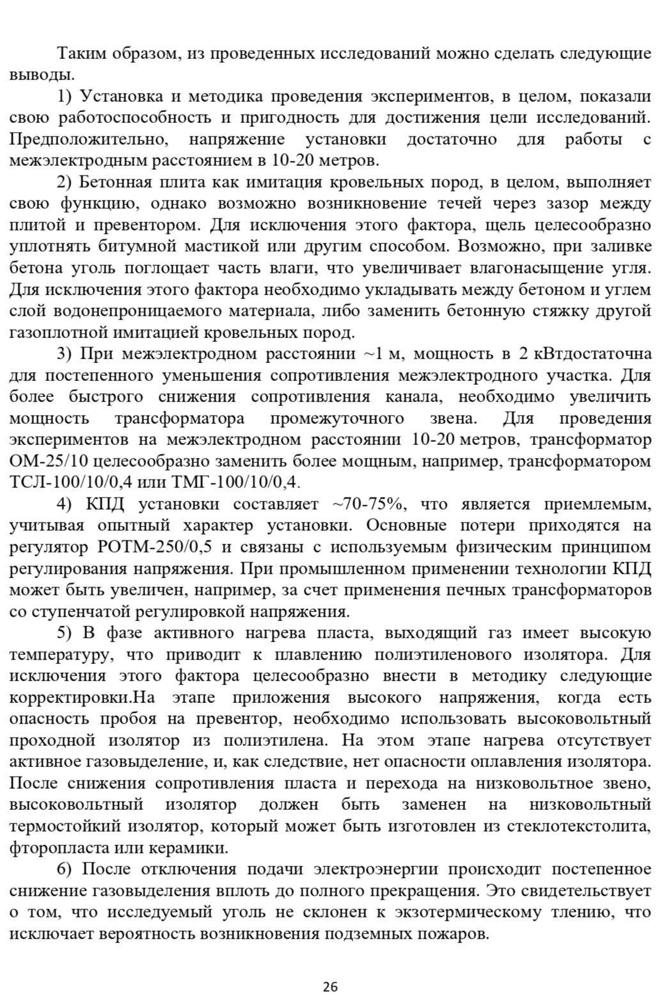 Таким образом, из проведенных исследований можно сделать следующие
выводы.
1) Установка и методика проведения экспериментов, в целом, показали
свою работоспособность и пригодность для достижения цели исследований.
Предположительно, напряжение установки достаточно для работы с
межэлектродным расстоянием в 10-20 метров.
2) Бетонная плита как имитация кровельных пород, в целом, выполняет
свою функцию, однако возможно возникновение течей через зазор между
плитой и превентором. Для исключения этого фактора, щель целесообразно
уплотнять битумной мастикой или другим способом. Возможно, при заливке
бетона уголь поглощает часть влаги, что увеличивает влагонасыщение угля.
Для исключения этого фактора необходимо укладывать между бетоном и углем
слой водонепроницаемого материала, либо заменить бетонную стяжку другой
газоплотной имитацией кровельных пород.
3) При межэлектродном расстоянии ~1 м, мощность в 2 кВтдостаточна
для постепенного уменьшения сопротивления межэлектродного участка. Для
более быстрого снижения сопротивления канала, необходимо увеличить
мощность трансформатора промежуточного звена. Для проведения
экспериментов на межэлектродном расстоянии 10-20 метров, трансформатор
ОМ-25/10 целесообразно заменить более мощным, например, трансформатором
ТСЛ-100/10/0,4 или ТМГ-100/10/0,4.
4) КПД установки составляет ~70-75%, что является приемлемым,
учитывая опытный характер установки. Основные потери приходятся на
регулятор РОТМ-250/0,5 и связаны с используемым физическим принципом
регулирования напряжения. При промышленном применении технологии КПД
может быть увеличен, например, за счет применения печных трансформаторов
со ступенчатой регулировкой напряжения.
5) В фазе активного нагрева пласта, выходящий газ имеет высокую
температуру, что приводит к плавлению полиэтиленового изолятора. Для
исключения этого фактора целесообразно внести в методику следующие
корректировки.На этапе приложения высокого напряжения, когда есть
опасность пробоя на превентор, необходимо использовать высоковольтный
проходной изолятор из полиэтилена. На этом этапе нагрева отсутствует
активное газовыделение, и, как следствие, нет опасности оплавления изолятора.
После снижения сопротивления пласта и перехода на низковольтное звено,
высоковольтный изолятор должен быть заменен на низковольтный
термостойкий изолятор, который может быть изготовлен из стеклотекстолита,
фторопласта или керамики.
6) После отключения подачи электроэнергии происходит постепенное
снижение газовыделения вплоть до полного прекращения. Это свидетельствует
о том, что исследуемый уголь не склонен к экзотермическому тлению, что
исключает вероятность возникновения подземных пожаров.
26